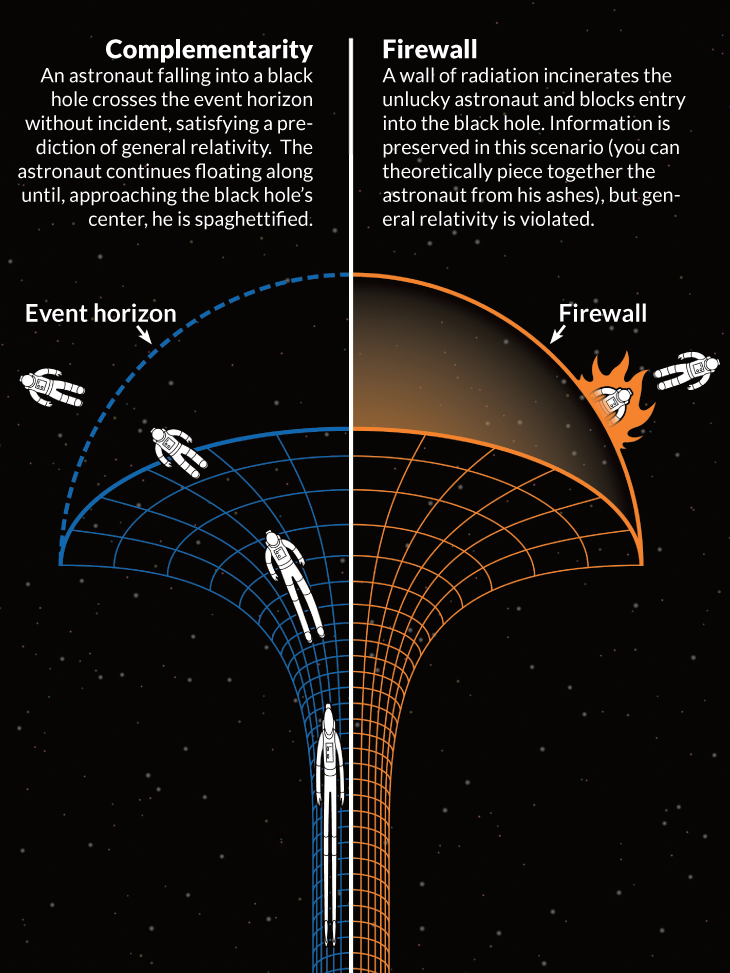 Complementarity
An astronaut falling into a black
hole crosses the event horizon
without incident, satisfying a pre-
diction of general relativity.  The
astronaut continues floating along
until, approaching the black hole's
center, he is spaghettified.
Firewall
A wall of radiation incinerates the
unlucky astronaut and blocks entry
into the black hole. Information is
preserved in this scenario (you can
theoretically piece together the
astronaut from his ashes), but gen-
eral relativity is violated.
Event horizon
Firewall